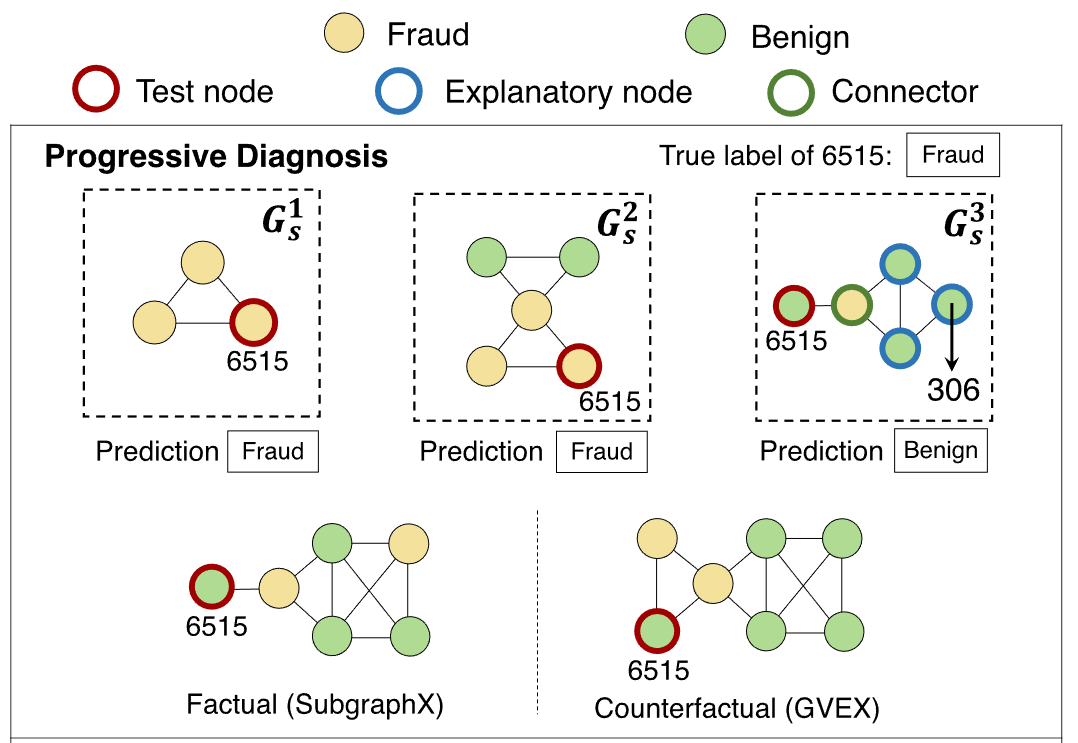 Fraud
Benign
Test node
Explanatory node
Connector
Progressive Diagnosis
True label of 6515: Fraud
G_s^1
G_s^2
G_s^3
6515
6515
6515
306
Prediction Fraud
Prediction Fraud
Prediction Benign
6515
6515
Factual (SubgraphX)
Counterfactual (GVEX)